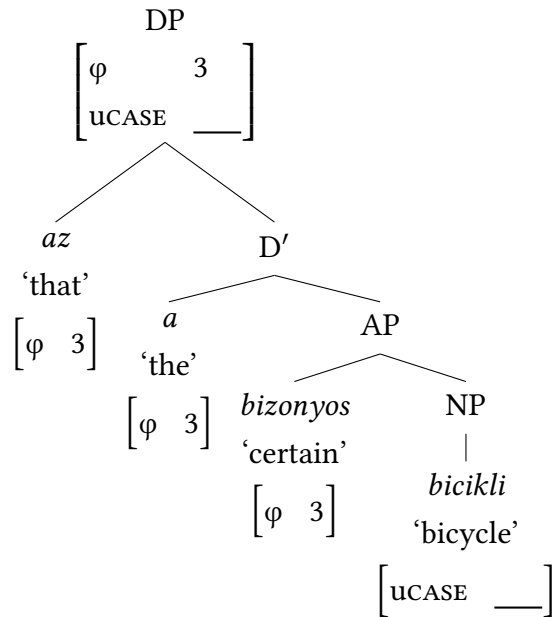 DP
[φ 3
uCASE ___]
az
‘that’
[φ 3]
D′
a
‘the’
[φ 3]
AP
bizonyos
‘certain’
[φ 3]
NP
bicikli
‘bicycle’
[uCASE ___]